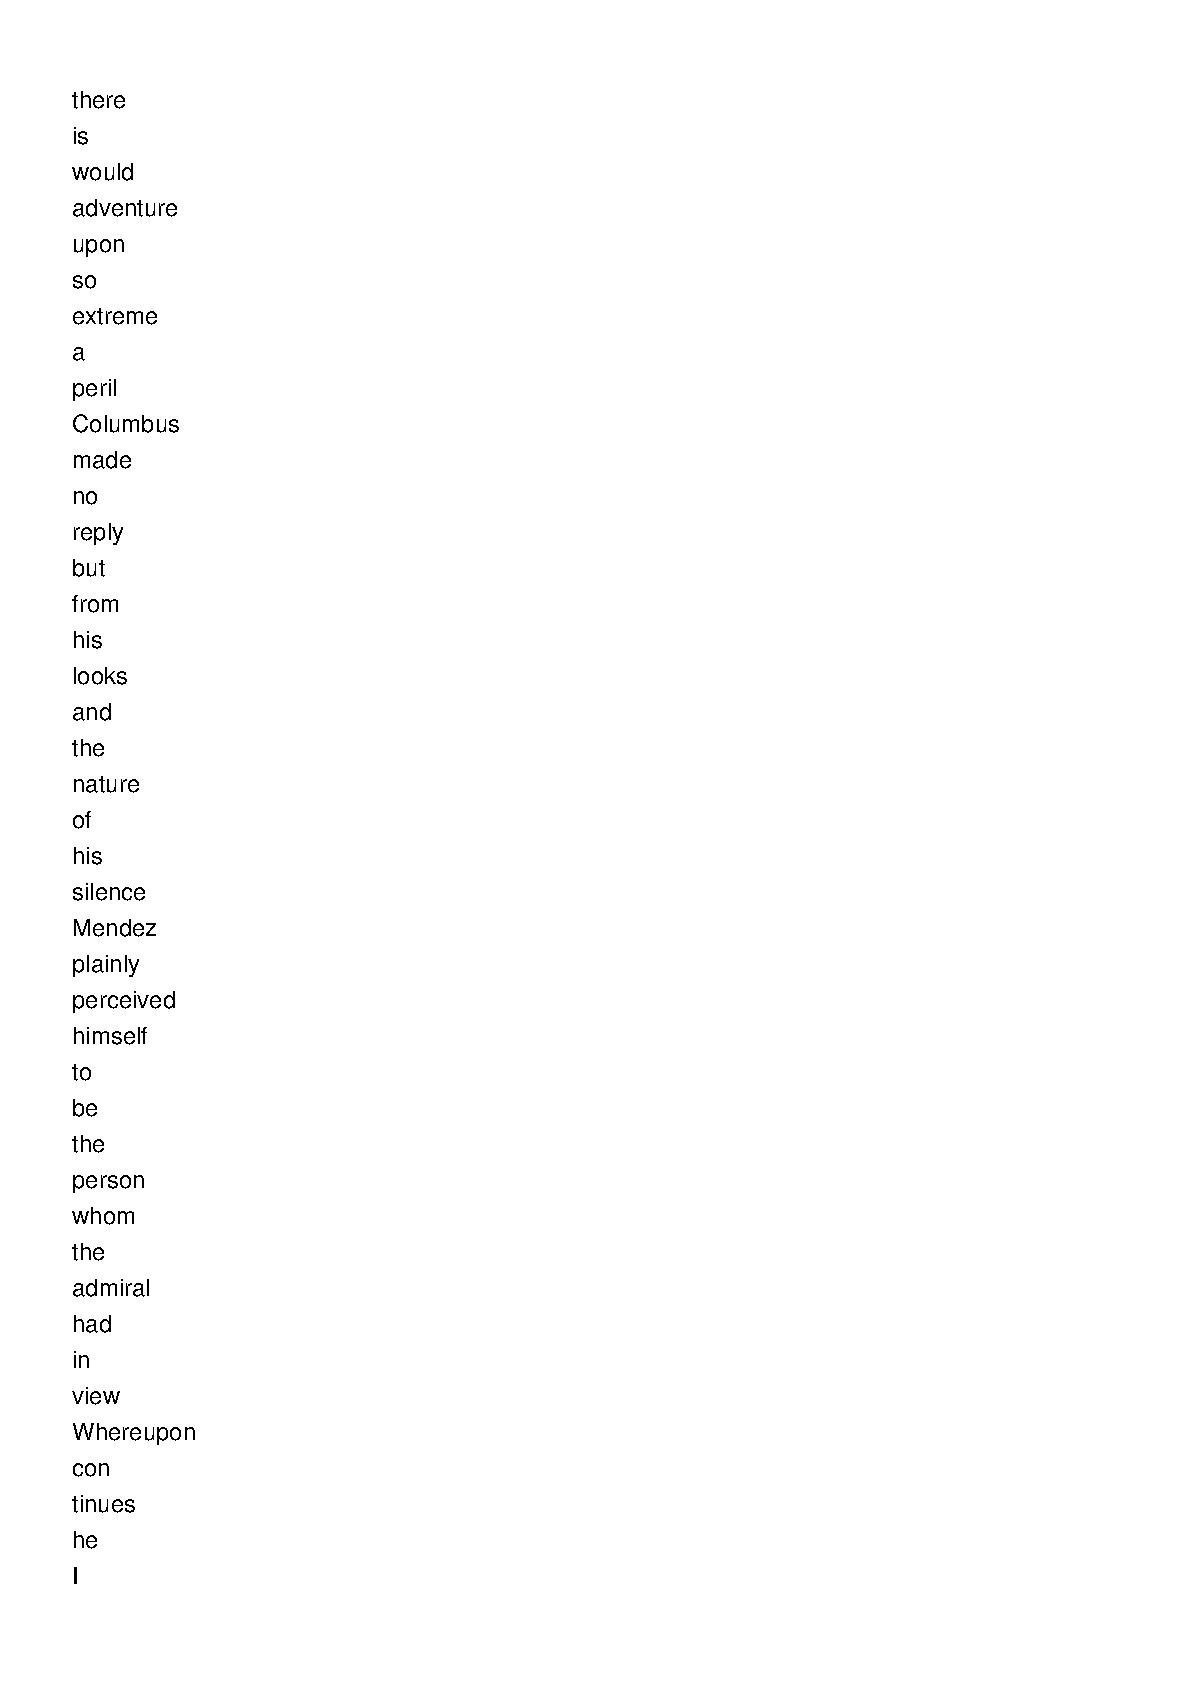 there
is
would
adventure
upon
so
extreme
a
peril
Columbus
made
no
reply
but
from
his
looks
and
the
nature
of
his
silence
Mendez
plainly
perceived
himself
to
be
the
person
whom
the
admiral
had
in
view
Whereupon
con
tinues
he
I